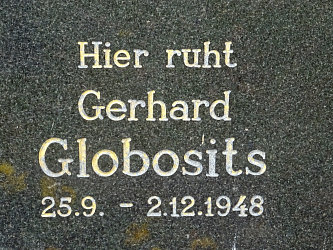 Hier ruht
Gerhard
Globosits
25.9. - 2.12.1948